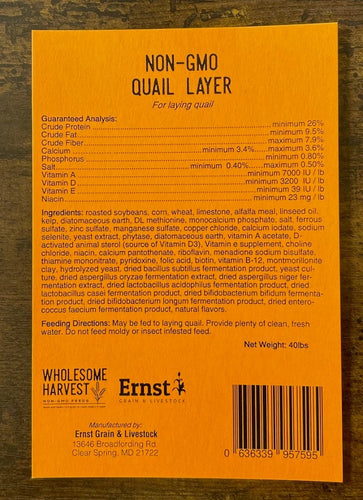 NON-GMO
QUAIL LAYER
For laying quail
Guaranteed Analysis:
Crude Protein ... minimum 26%
Crude Fat ... minimum 9.5%
Crude Fiber ... maximum 7.9%
Calcium ... minimum 3.4% ... maximum 3.6%
Phosphorus ... minimum 0.80%
Salt ... minimum 0.40% ... maximum 0.50%
Vitamin A ... minimum 7000 IU / lb
Vitamin D ... minimum 3200 IU / lb
Vitamin E ... minimum 39 IU / lb
Niacin ... minimum 23 mg / lb
Ingredients: roasted soybeans, corn, wheat, limestone, alfalfa meal, linseed oil,
kelp, diatomaceous earth, DL methionine, monocalcium phosphate, salt, ferrous
sulfate, zinc sulfate, manganese sulfate, copper chloride, calcium iodate, sodium
selenite, yeast extract, phytase, diatomaceous earth, vitamin A acetate, D-
activated animal sterol (source of Vitamin D3), Vitamin e supplement, choline
chloride, niacin, calcium pantothenate, riboflavin, menadione sodium bisulfite,
thiamine mononitrate, pyridoxine, folic acid, biotin, vitamin B-12, montmorillonite
clay, hydrolyzed yeast, dried bacillus subtilus fermentation product, yeast cul-
ture, dried aspergillus oryzae fermentation extract, dried aspergillus niger fer-
mentation extract, dried lactobacillus acidophilus fermentation product, dried
lactobacillus casei fermentation product, dried bifidobacterium bifidum fermenta-
tion product, dried bifidobacterium longum fermentation product, dried entero-
coccus faecium fermentation product, natural flavors.
Feeding Directions: May be fed to laying quail. Provide plenty of clean, fresh
water. Do not feed moldy or insect infested feed.
Net Weight: 40lbs
WHOLESOME
HARVEST
NON-GMO FEEDS
Ernst
GRAIN & LIVESTOCK
Manufactured by:
Ernst Grain & Livestock
13646 Broadfording Rd.
Clear Spring, MD 21722
0 636339 957595